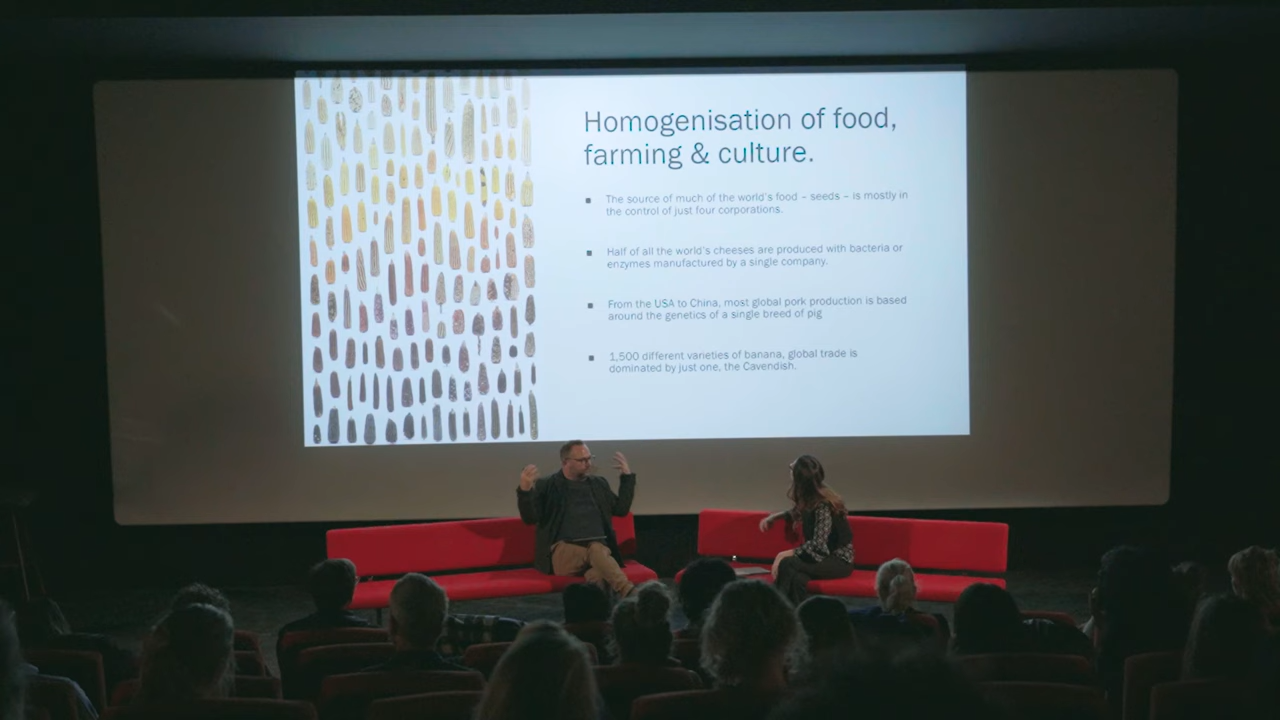 Homogenisation of food,
farming & culture.
▪ The source of much of the world's food – seeds – is mostly in
the control of just four corporations.
▪ Half of all the world's cheeses are produced with bacteria or
enzymes manufactured by a single company.
▪ From the USA to China, most global pork production is based
around the genetics of a single breed of pig
▪ 1,500 different varieties of banana, global trade is
dominated by just one, the Cavendish.